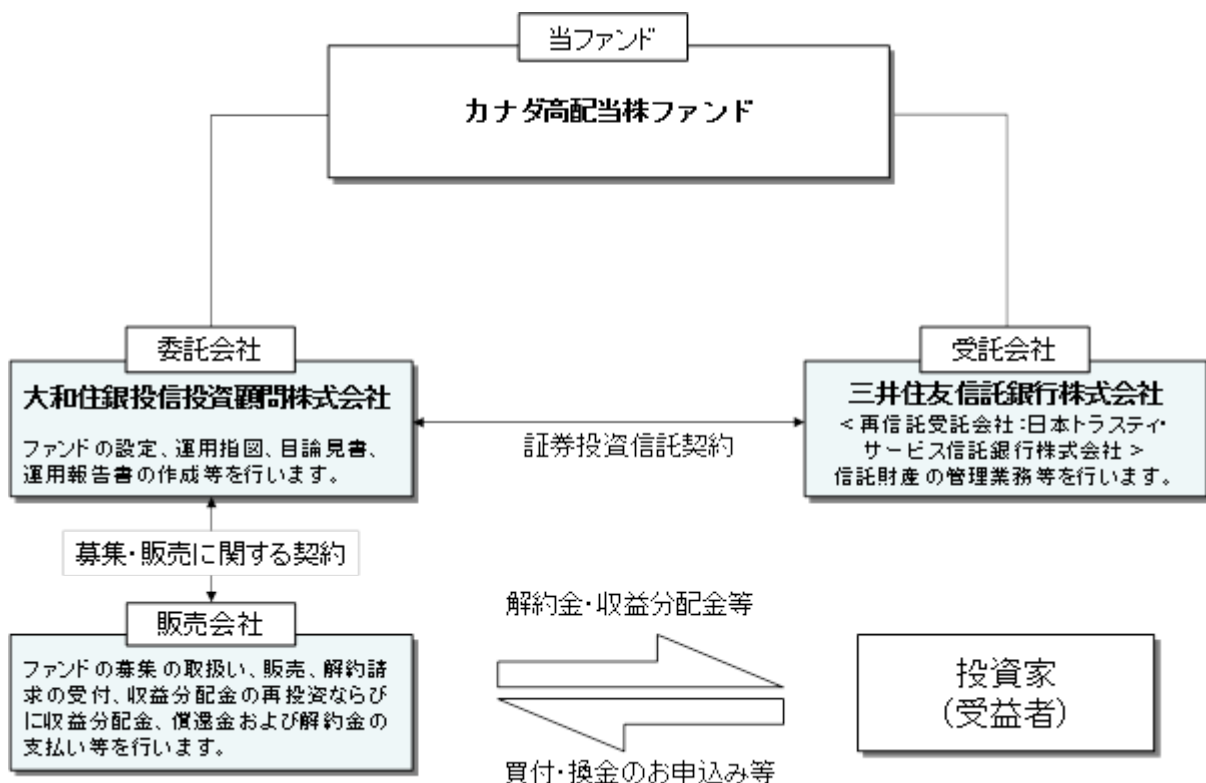 当ファンド
カナダ高配当株ファンド
委託会社
大和住銀投信投資顧問株式会社
ファンドの設定、運用指図、目論見書、
運用報告書の作成等を行います。
証券投資信託契約
受託会社
三井住友信託銀行株式会社
<再信託受託会社:日本トラスティ・
サービス信託銀行株式会社>
信託財産の管理業務等を行います。
募集・販売に関する契約
販売会社
ファンドの募集の取扱い、販売、解約請
求の受付、収益分配金の再投資ならび
に収益分配金、償還金および解約金の
支払い等を行います。
解約金・収益分配金等
買付・換金のお申込み等
投資家
(受益者)